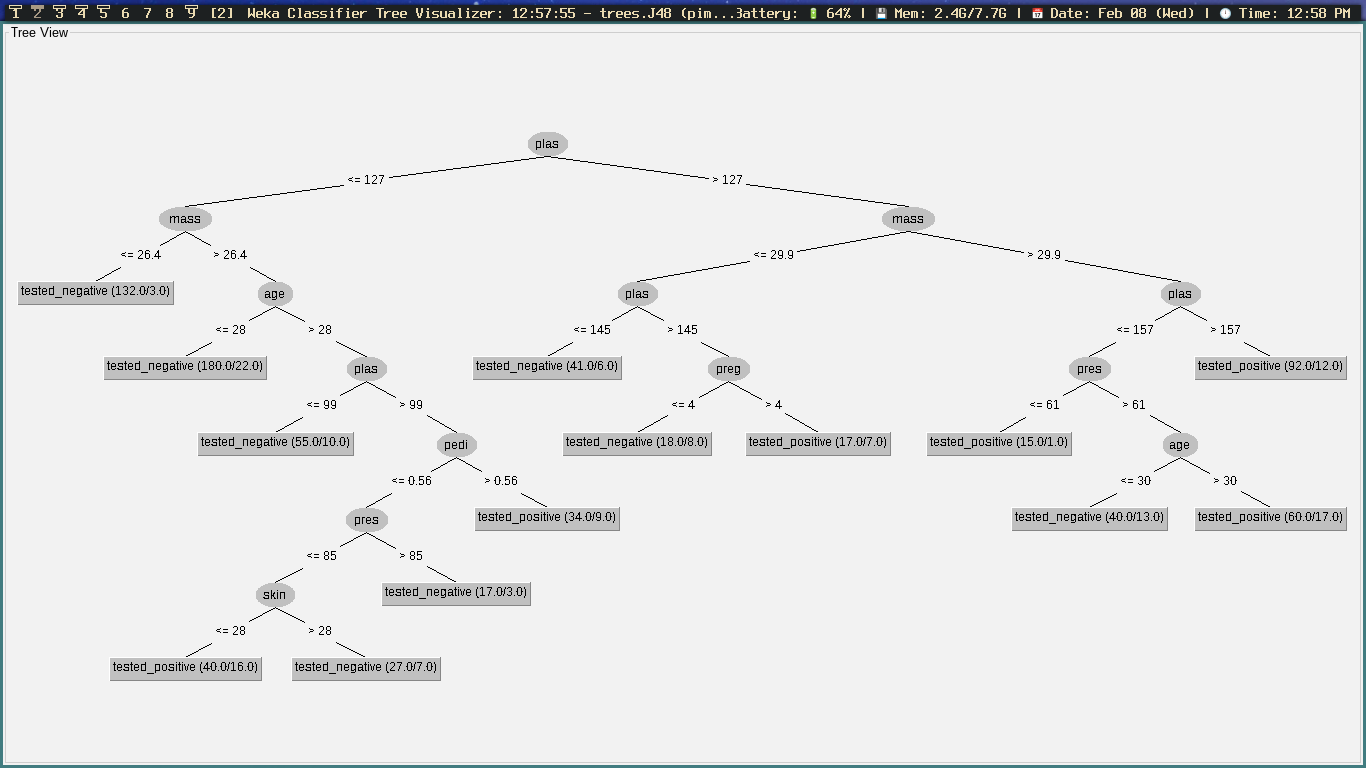 1 2 3 4 5 6 7 8 9 [2] Weka Classifier Tree Visualizer: 12:57:55 - trees.J48 (pim...Battery: 64% | Mem: 2.4G/7.7G | Date: Feb 08 (Wed) | Time: 12:58 PM
Tree View
plas
<= 127 > 127
mass mass
<= 26.4 > 26.4 <= 29.9 > 29.9
tested_negative (132.0/3.0) age plas plas
<= 28 > 28 <= 145 > 145 <= 157 > 157
tested_negative (180.0/22.0) plas tested_negative (41.0/6.0) preg pres tested_positive (92.0/12.0)
<= 99 > 99 <= 4 > 4 <= 61 > 61
tested_negative (55.0/10.0) pedi tested_negative (18.0/8.0) tested_positive (17.0/7.0) tested_positive (15.0/1.0) age
<= 0.56 > 0.56 <= 30 > 30
pres tested_positive (34.0/9.0) tested_negative (40.0/13.0) tested_positive (60.0/17.0)
<= 85 > 85
skin tested_negative (17.0/3.0)
<= 28 > 28
tested_positive (40.0/16.0) tested_negative (27.0/7.0)